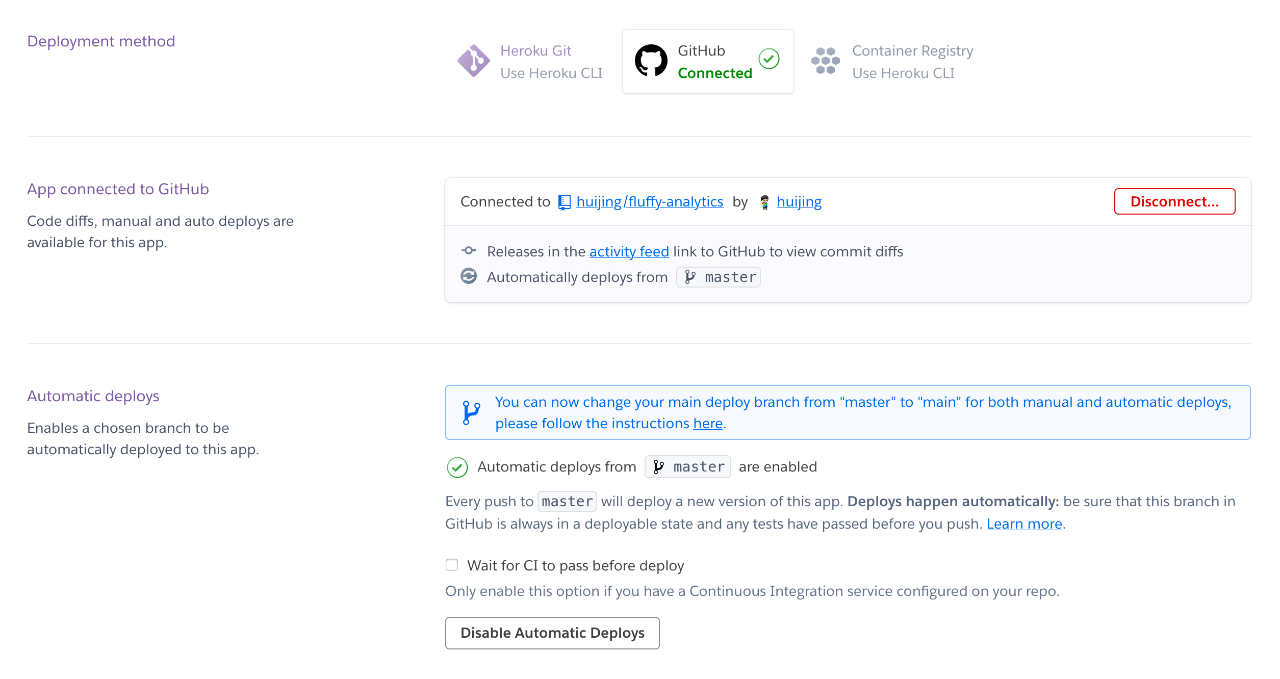 Deployment method
Heroku Git
Use Heroku CLI
GitHub
Connected
Container Registry
Use Heroku CLI
App connected to GitHub
Code diffs, manual and auto deploys are
available for this app.
Connected to huijing/fluffy-analytics by huijing
Disconnect...
Releases in the activity feed link to GitHub to view commit diffs
Automatically deploys from master
Automatic deploys
Enables a chosen branch to be
automatically deployed to this app.
You can now change your main deploy branch from "master" to "main" for both manual and automatic deploys,
please follow the instructions here.
Automatic deploys from master are enabled
Every push to master will deploy a new version of this app. Deploys happen automatically: be sure that this branch in
GitHub is always in a deployable state and any tests have passed before you push. Learn more.
Wait for CI to pass before deploy
Only enable this option if you have a Continuous Integration service configured on your repo.
Disable Automatic Deploys